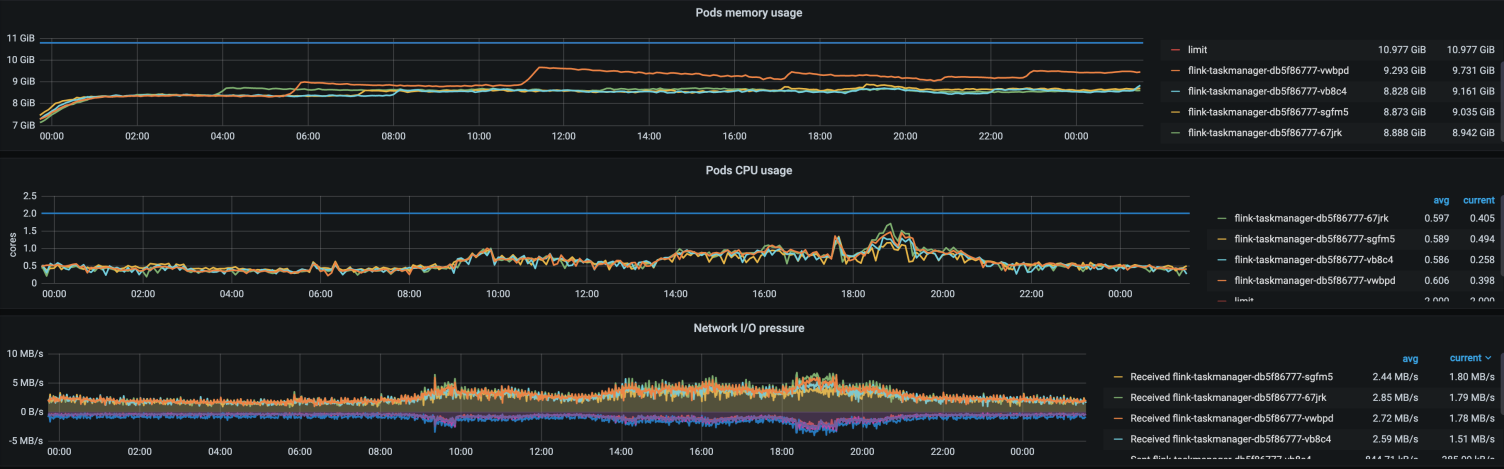 Pods memory usage
11 GiB
10 GiB
9 GiB
8 GiB
7 GiB
00:00 02:00 04:00 06:00 08:00 10:00 12:00 14:00 16:00 18:00 20:00 22:00 00:00
limit 10.977 GiB 10.977 GiB
flink-taskmanager-db5f86777-vwbpd 9.293 GiB 9.731 GiB
flink-taskmanager-db5f86777-vb8c4 8.828 GiB 9.161 GiB
flink-taskmanager-db5f86777-sgfm5 8.873 GiB 9.035 GiB
flink-taskmanager-db5f86777-67jrk 8.888 GiB 8.942 GiB
Pods CPU usage
cores
2.5
2.0
1.5
1.0
0.5
0
00:00 02:00 04:00 06:00 08:00 10:00 12:00 14:00 16:00 18:00 20:00 22:00 00:00
avg current
flink-taskmanager-db5f86777-67jrk 0.597 0.405
flink-taskmanager-db5f86777-sgfm5 0.589 0.494
flink-taskmanager-db5f86777-vb8c4 0.586 0.258
flink-taskmanager-db5f86777-vwbpd 0.606 0.398
limit 2.000 2.000
Network I/O pressure
10 MB/s
5 MB/s
0 B/s
-5 MB/s
00:00 02:00 04:00 06:00 08:00 10:00 12:00 14:00 16:00 18:00 20:00 22:00 00:00
avg current
Received flink-taskmanager-db5f86777-sgfm5 2.44 MB/s 1.80 MB/s
Received flink-taskmanager-db5f86777-67jrk 2.85 MB/s 1.79 MB/s
Received flink-taskmanager-db5f86777-vwbpd 2.72 MB/s 1.78 MB/s
Received flink-taskmanager-db5f86777-vb8c4 2.59 MB/s 1.51 MB/s